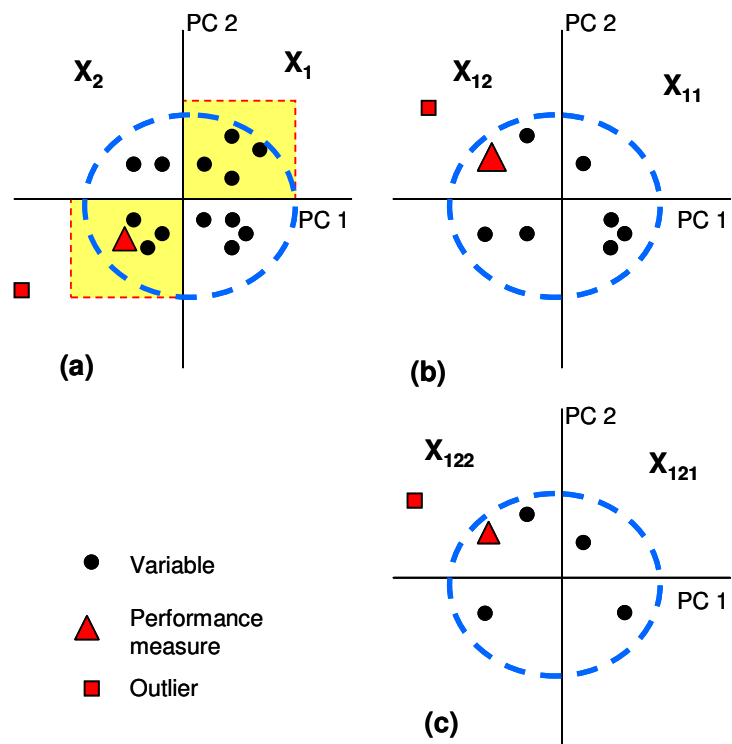 PC 2
X2
X1
PC 1
(a)
PC 2
X12
X11
PC 1
(b)
PC 2
X122
X121
PC 1
(c)
Variable
Performance
measure
Outlier